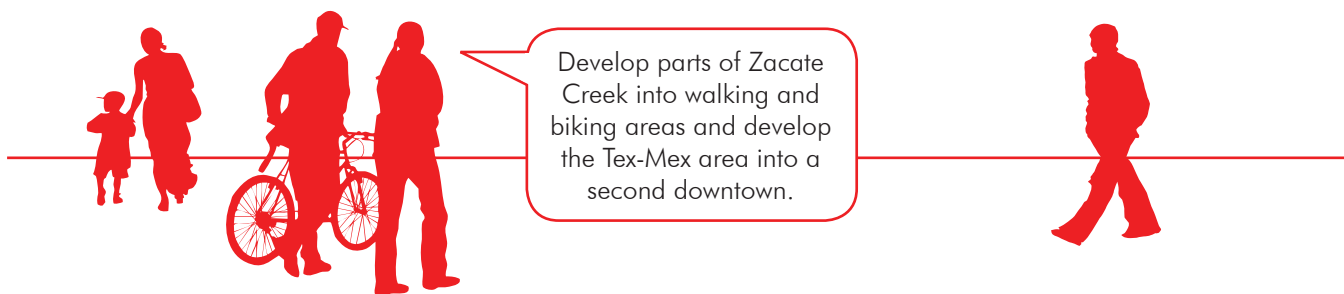 Develop parts of Zacate
Creek into walking and
biking areas and develop
the Tex-Mex area into a
second downtown.